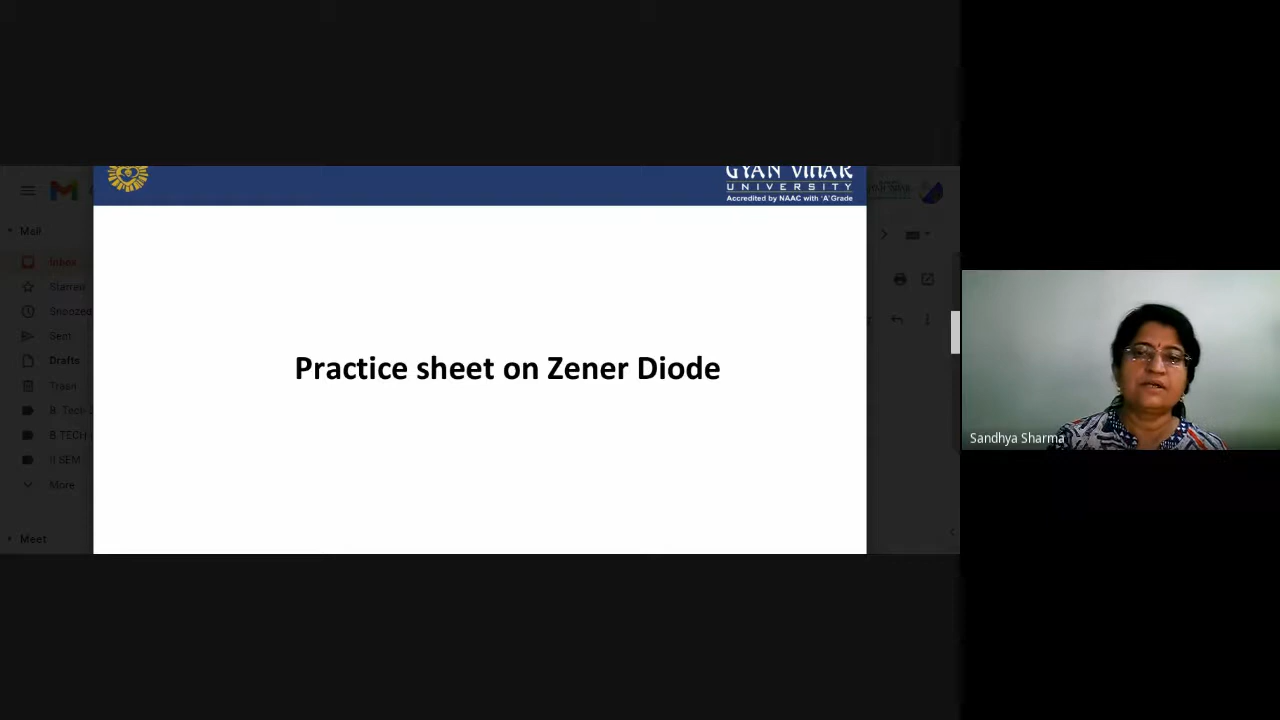 GYAN VIHAR
UNIVERSITY
Accredited by NAAC with 'A' Grade
Mail
Inbox
Starred
Snoozed
Sent
Drafts
Trash
B. Tech
B.TECH
II SEM
More
Meet
Practice sheet on Zener Diode
Sandhya Sharma